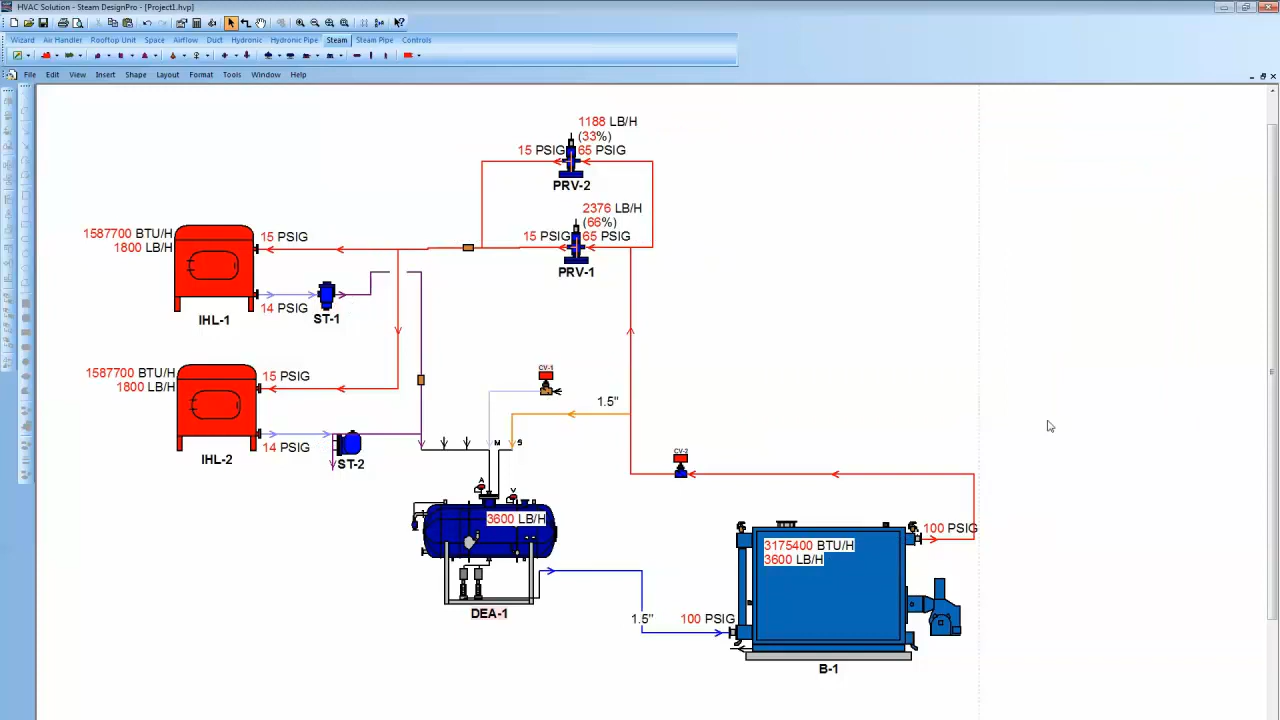 HVAC Solution - Steam DesignPro - [Project1.hvp]
Wizard Air Handler Rooftop Unit Space Airflow Duct Hydronic Hydronic Pipe Steam Steam Pipe Controls
File Edit View Insert Shape Layout Format Tools Window Help
1188 LB/H
(33%)
15 PSIG 65 PSIG
PRV-2
2376 LB/H
(66%)
15 PSIG 65 PSIG
PRV-1
1587700 BTU/H
1800 LB/H
15 PSIG
14 PSIG
IHL-1
ST-1
1587700 BTU/H
1800 LB/H
15 PSIG
14 PSIG
IHL-2
ST-2
CV-1
1.5"
M S
CV-2
A V
3600 LB/H
DEA-1
1.5"
100 PSIG
3175400 BTU/H
3600 LB/H
100 PSIG
B-1